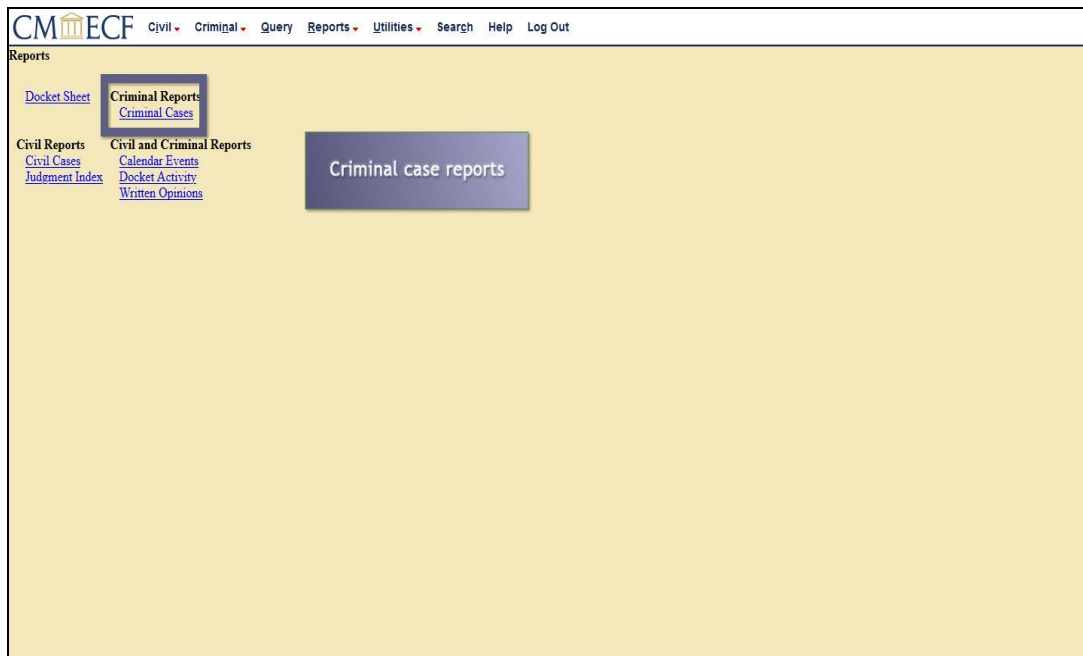 CM ECF Civil Criminal Query Reports Utilities Search Help Log Out
Reports
Docket Sheet
Criminal Reports
Criminal Cases
Civil Reports
Civil Cases
Judgment Index
Civil and Criminal Reports
Calendar Events
Docket Activity
Written Opinions
Criminal case reports